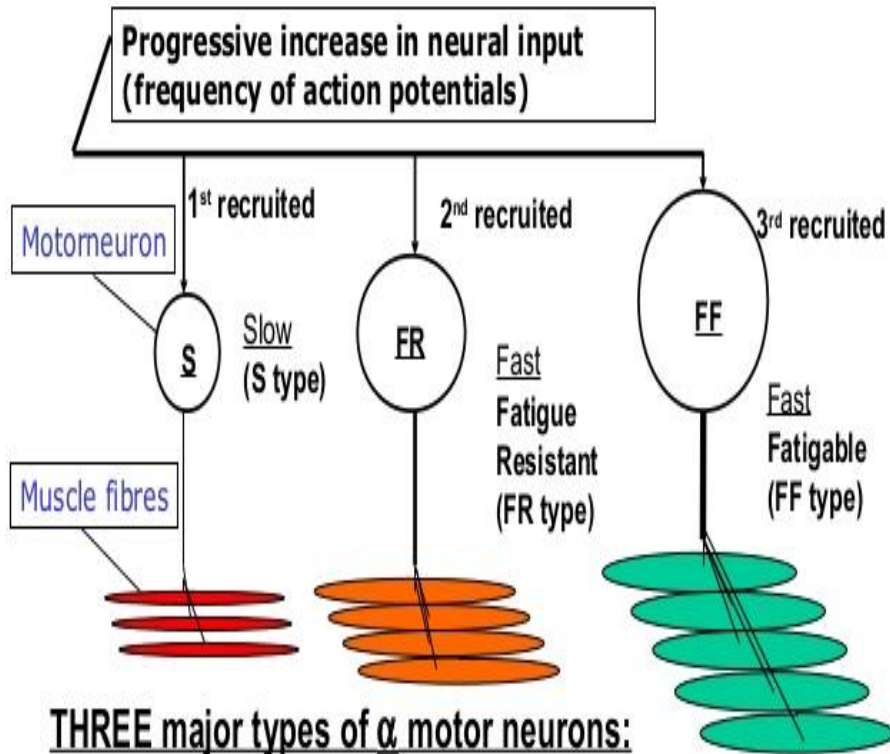 Progressive increase in neural input
(frequency of action potentials)
1st recruited
2nd recruited
3rd recruited
Motorneuron
S
Slow
(S type)
FR
Fast
Fatigue
Resistant
(FR type)
FF
Fast
Fatigable
(FF type)
Muscle fibres
THREE major types of α motor neurons: